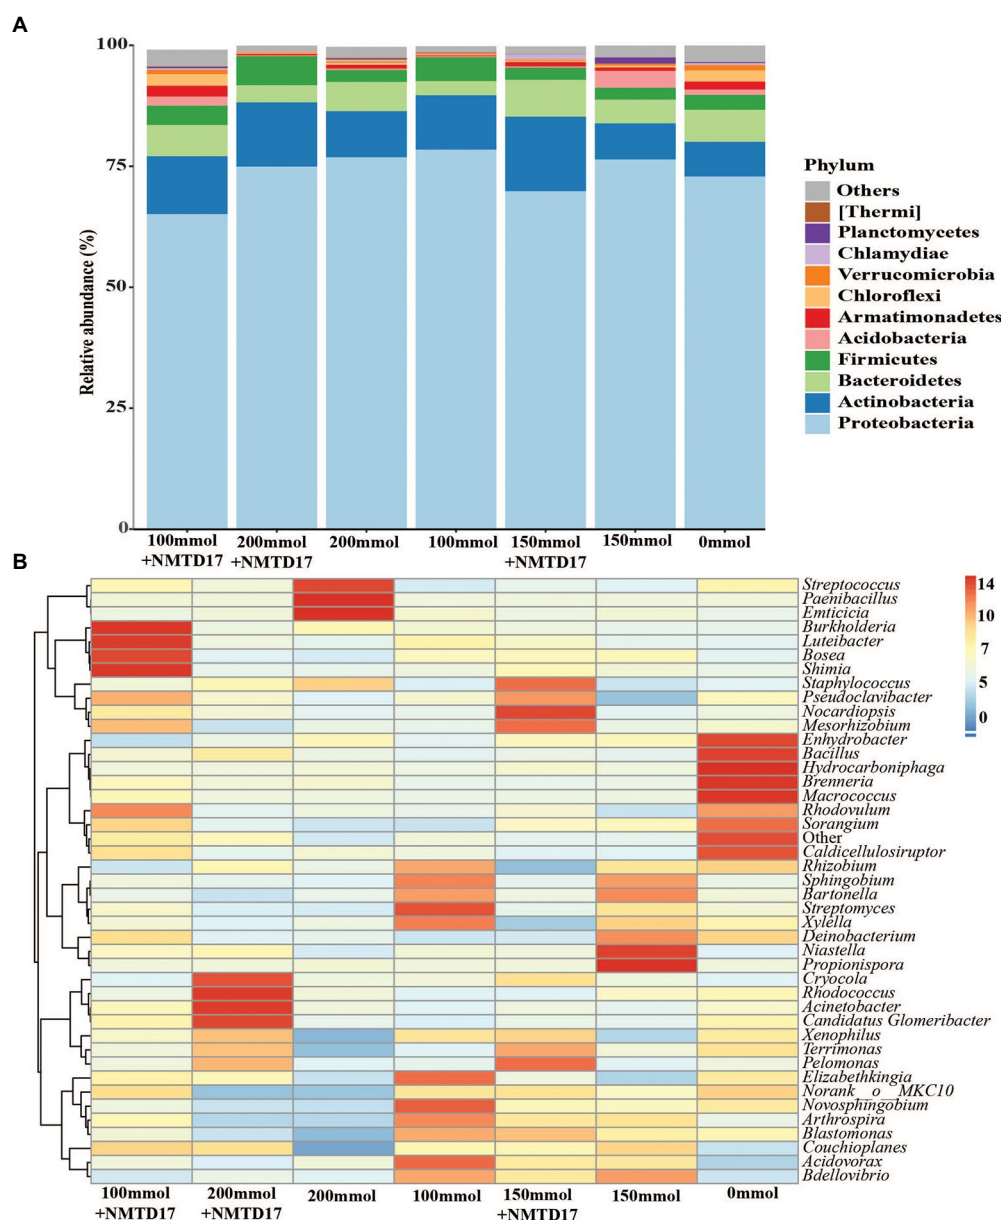 A
Relative abundance (%)
100
75
50
25
0
100mmol
+NMTD17
200mmol
+NMTD17
200mmol
100mmol
150mmol
+NMTD17
150mmol
0mmol
Phylum
Others
[Thermi]
Planctomycetes
Chlamydiae
Verrucomicrobia
Chloroflexi
Armatimonadetes
Acidobacteria
Firmicutes
Bacteroidetes
Actinobacteria
Proteobacteria
B
Streptococcus
Paenibacillus
Emticicia
Burkholderia
Luteibacter
Bosea
Shimia
Staphylococcus
Pseudoclavibacter
Nocardiopsis
Mesorhizobium
Enhydrobacter
Bacillus
Hydrocarboniphaga
Brenneria
Macrococcus
Rhodovulum
Sorangium
Other
Caldicellulosiruptor
Rhizobium
Sphingobium
Bartonella
Streptomyces
Xylella
Deinobacterium
Niastella
Propionispora
Cryocola
Rhodococcus
Acinetobacter
Candidatus Glomeribacter
Xenophilus
Terrimonas
Pelomonas
Elizabethkingia
Norank_o_MKC10
Novosphingobium
Arthrospira
Blastomonas
Couchioplanes
Acidovorax
Bdellovibrio
14
10
7
5
0
100mmol
+NMTD17
200mmol
+NMTD17
200mmol
100mmol
150mmol
+NMTD17
150mmol
0mmol